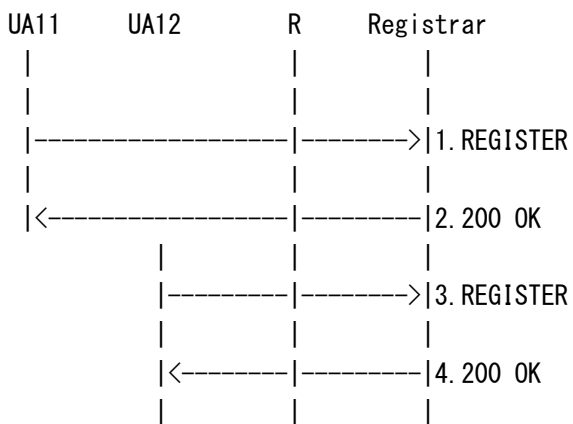 UA11 UA12 R Registrar
1.REGISTER
2.200 OK
3.REGISTER
4.200 OK